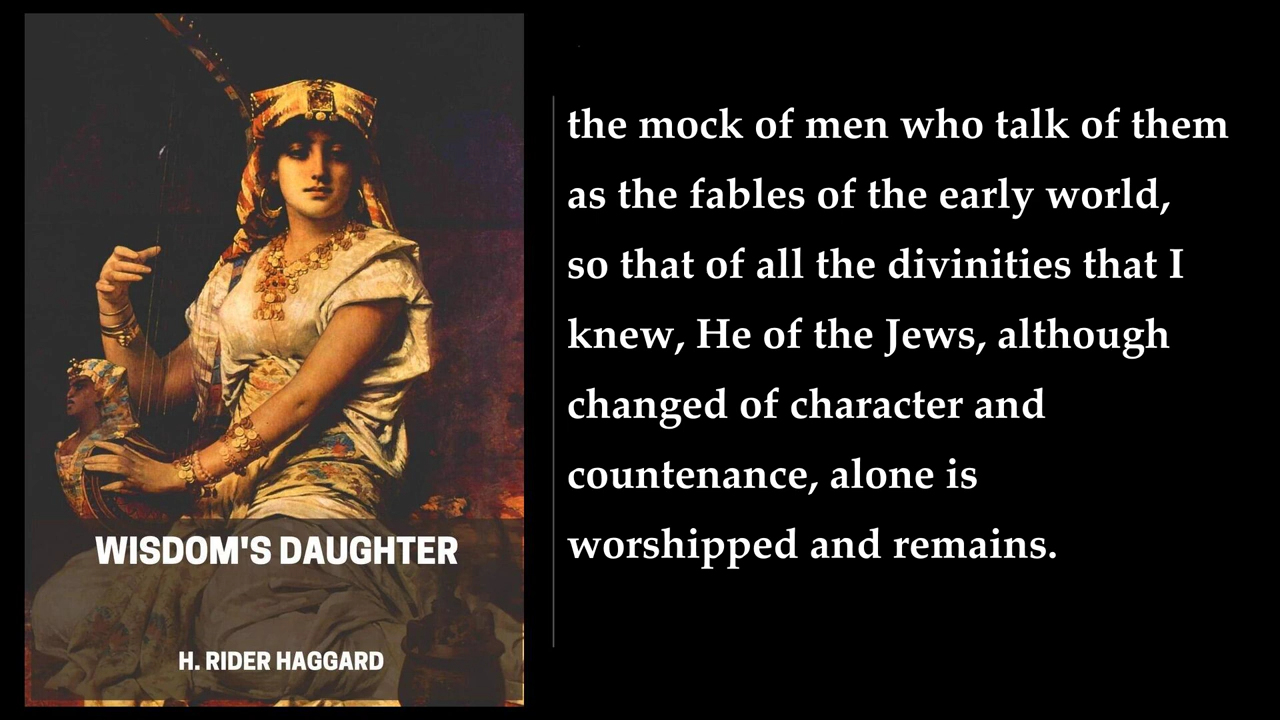 WISDOM'S DAUGHTER
H. RIDER HAGGARD
the mock of men who talk of them
as the fables of the early world,
so that of all the divinities that I
knew, He of the Jews, although
changed of character and
countenance, alone is
worshipped and remains.